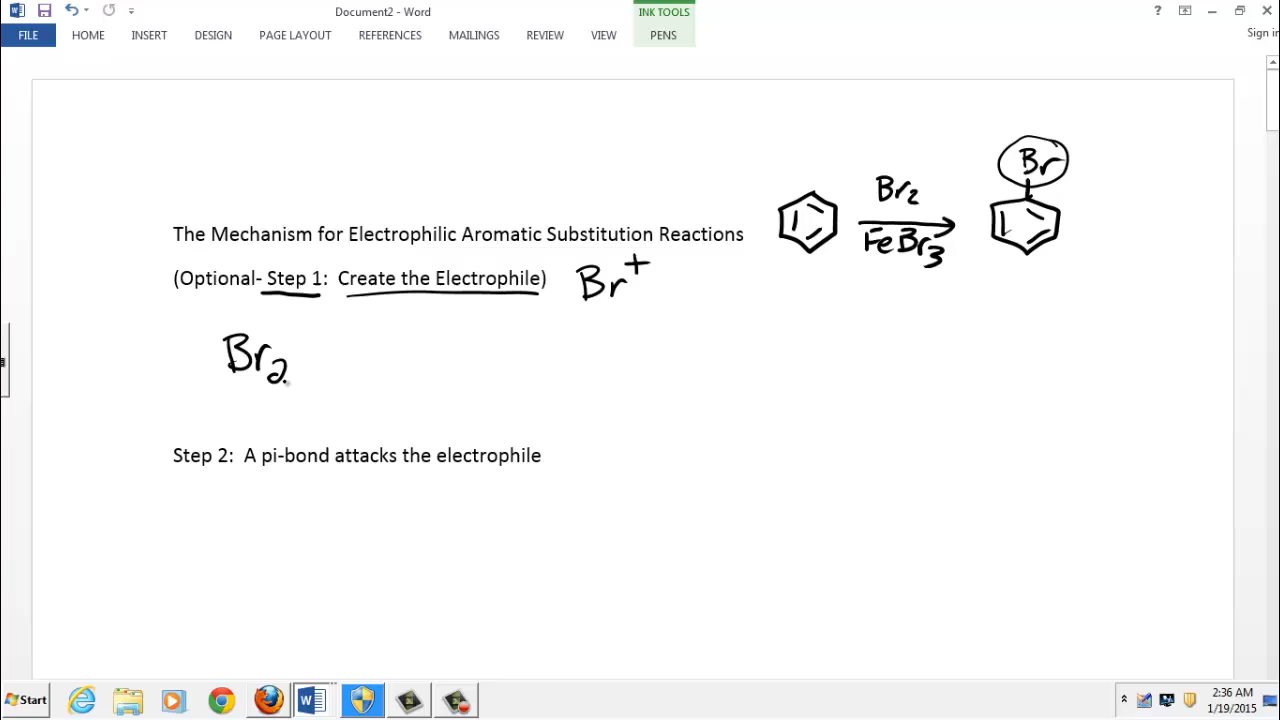 Document2 - Word
INK TOOLS
?
FILE
HOME
INSERT
DESIGN
PAGE LAYOUT
REFERENCES
MAILINGS
REVIEW
VIEW
PENS
Sign in
Br
Br2
FeBr3
The Mechanism for Electrophilic Aromatic Substitution Reactions
(Optional- Step 1: Create the Electrophile) Br+
Br2
Step 2: A pi-bond attacks the electrophile
Start
2:36 AM
1/19/2015